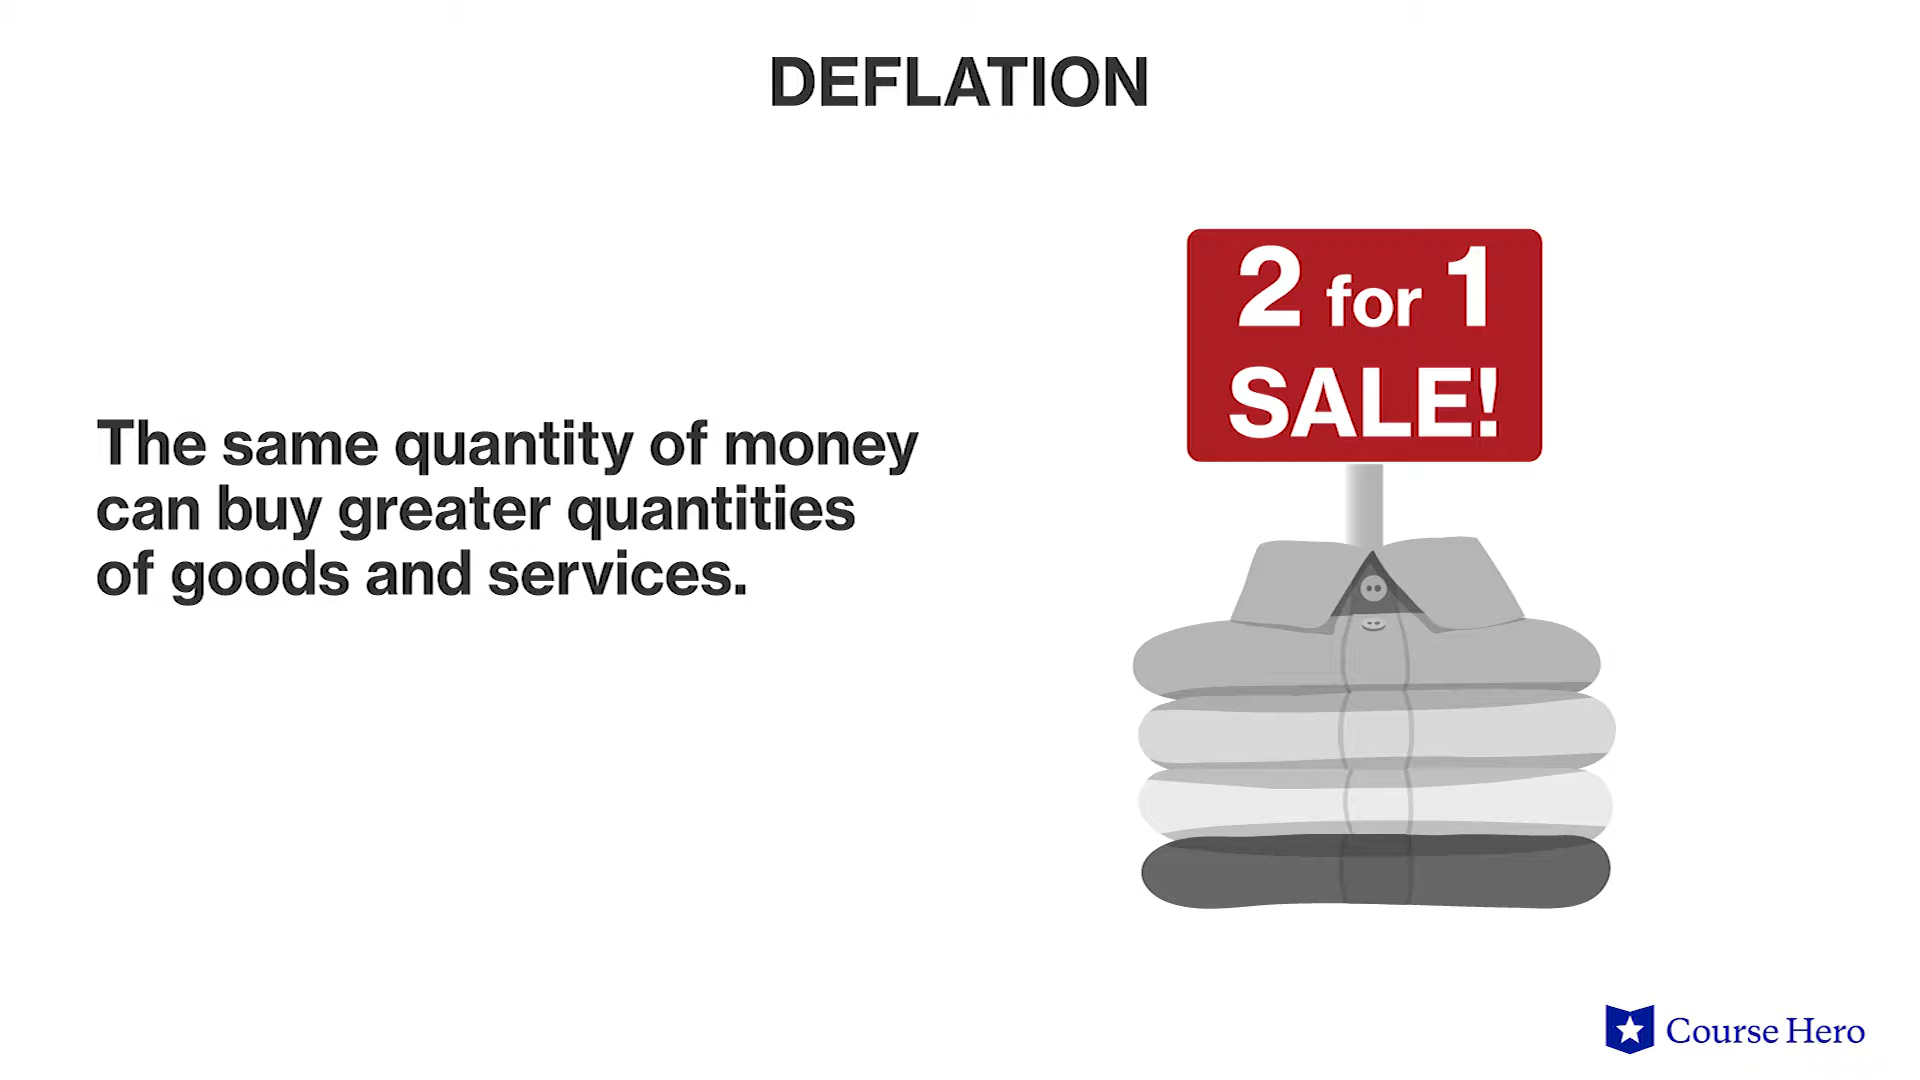 DEFLATION
The same quantity of money
can buy greater quantities
of goods and services.
2 for 1
SALE!
Course Hero